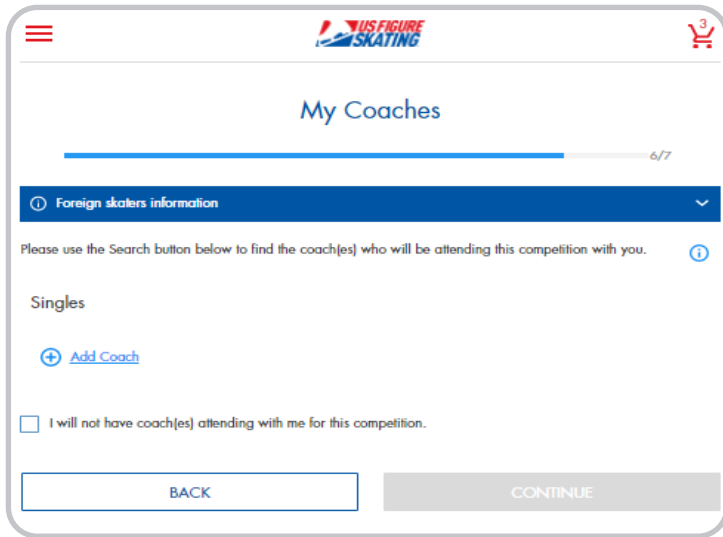 US FIGURE
SKATING
3
My Coaches
6/7
Foreign skaters information
Please use the Search button below to find the coach(es) who will be attending this competition with you.
Singles
Add Coach
I will not have coach(es) attending with me for this competition.
BACK
CONTINUE